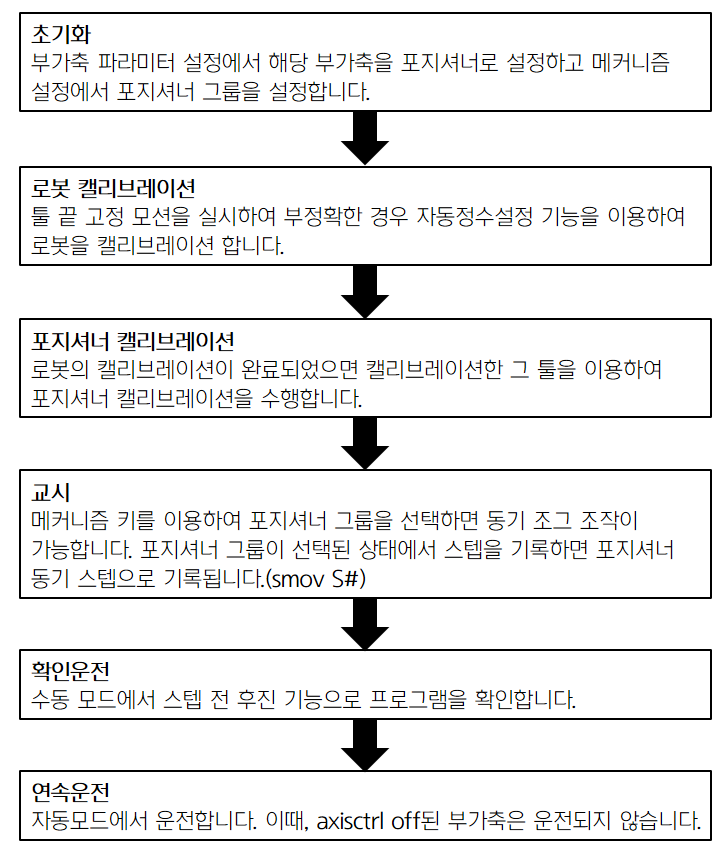 초기화
부가축 파라미터 설정에서 해당 부가축을 포지셔너로 설정하고 메커니즘
설정에서 포지셔너 그룹을 설정합니다.
로봇 캘리브레이션
툴 끝 고정 모션을 실시하여 부정확한 경우 자동정수설정 기능을 이용하여
로봇을 캘리브레이션 합니다.
포지셔너 캘리브레이션
로봇의 캘리브레이션이 완료되었으면 캘리브레이션한 그 툴을 이용하여
포지셔너 캘리브레이션을 수행합니다.
교시
메커니즘 키를 이용하여 포지셔너 그룹을 선택하면 동기 조그 조작이
가능합니다. 포지셔너 그룹이 선택된 상태에서 스텝을 기록하면 포지셔너
동기 스텝으로 기록됩니다.(smov S#)
확인운전
수동 모드에서 스텝 전 후진 기능으로 프로그램을 확인합니다.
연속운전
자동모드에서 운전합니다. 이때, axisctrl off된 부가축은 운전되지 않습니다.